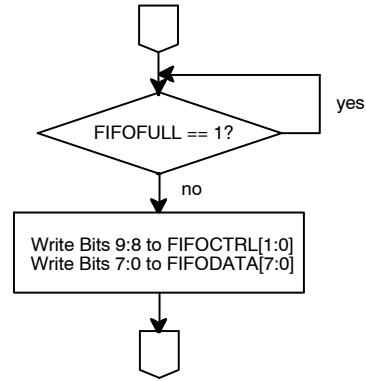 yes
FIFOFULL == 1?
no
Write Bits 9:8 to FIFOCTRL[1:0]
Write Bits 7:0 to FIFODATA[7:0]